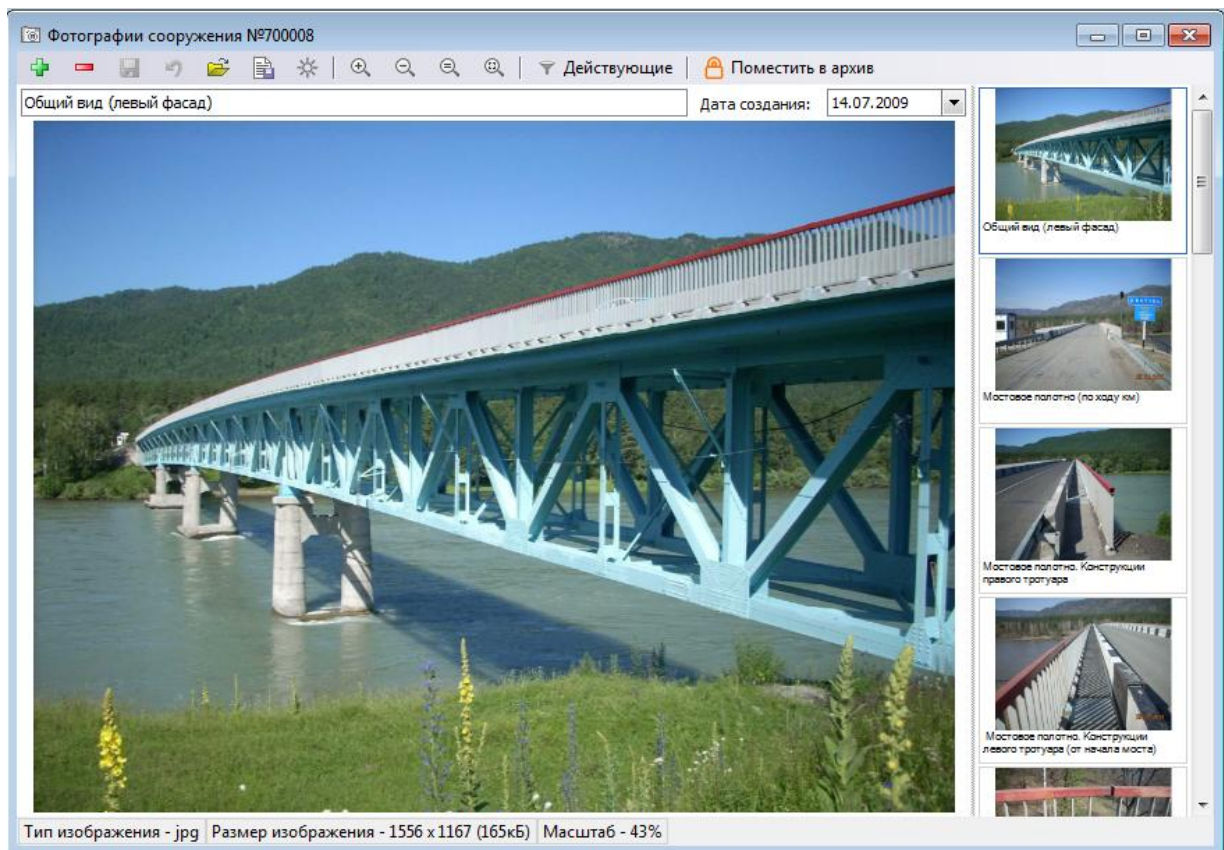 Фотографии сооружения №700008
Действующие
Поместить в архив
Общий вид (левый фасад)
Дата создания:
14.07.2009
Общий вид (левый фасад)
Мостовое полотно (по ходу км)
Мостовое полотно. Конструкции
правого тротуара
Мостовое полотно. Конструкции
левого тротуара (от начала моста)
Тип изображения - jpg
Размер изображения - 1556 x 1167 (165кБ)
Масштаб - 43%